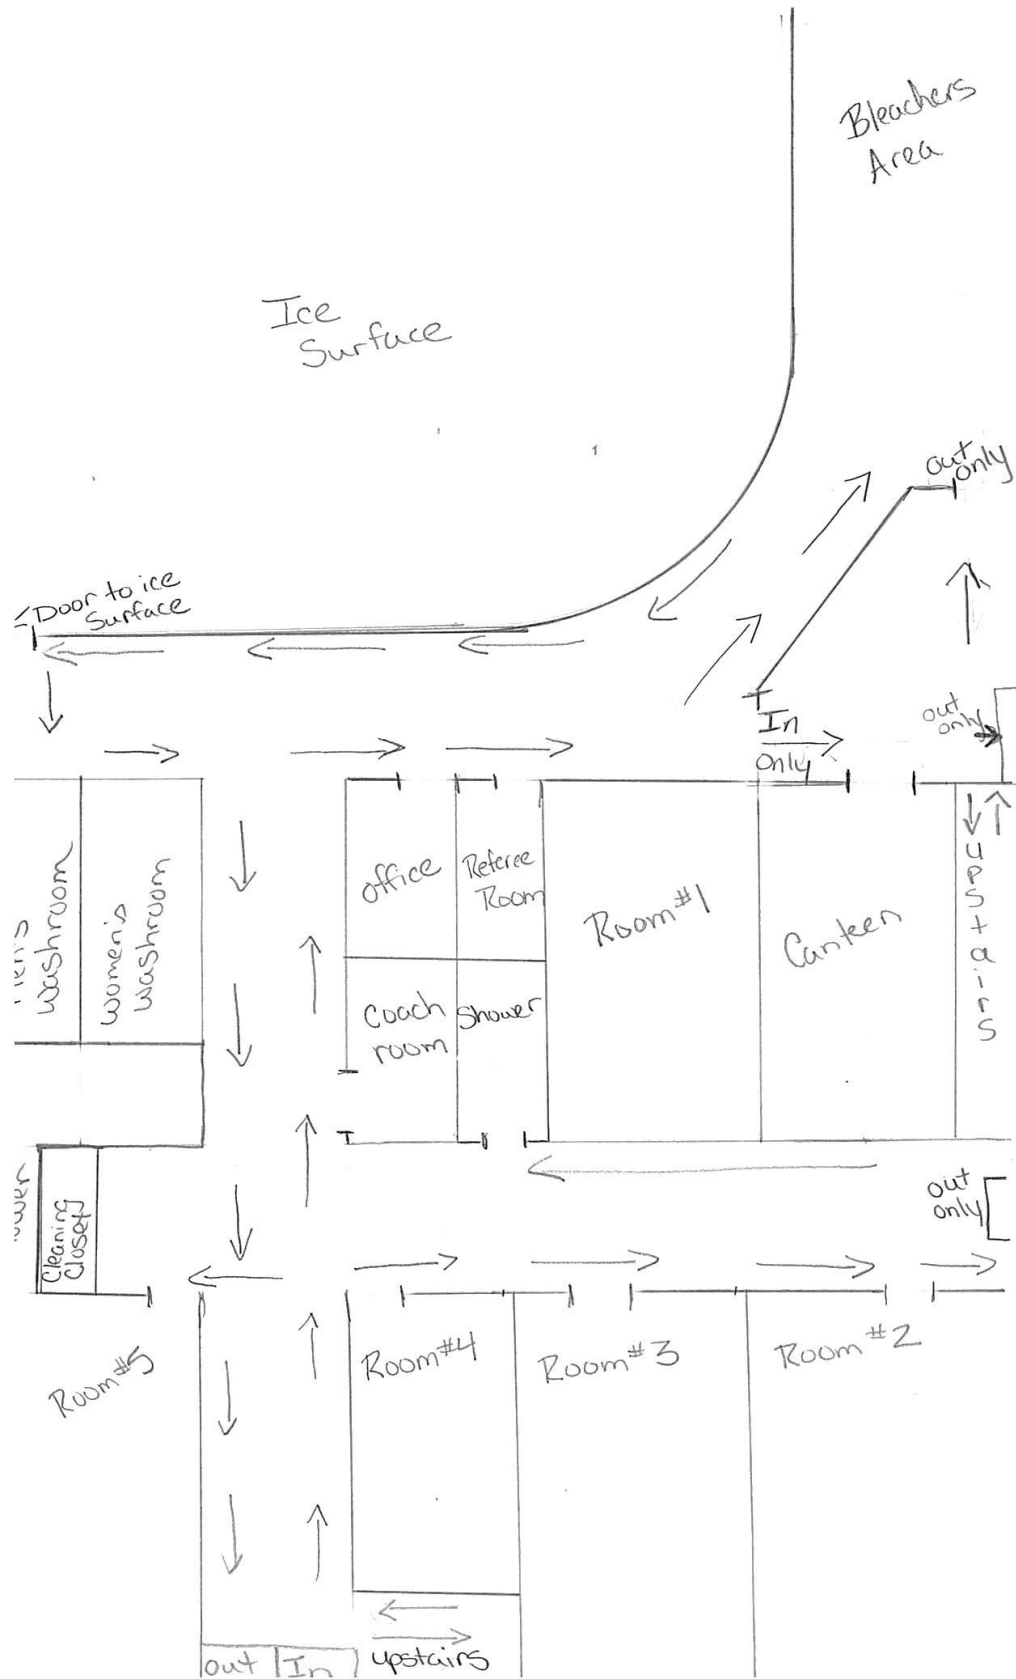 Bleachers
Area
Ice
Surface
out
only
Door to ice
Surface
In
only
out
only
Washroom
Women's
Washroom
office
Referee
Room
Room #1
Canteen
upstairs
Coach
room
Shower
out
only
Cleaning
Closet
Room #5
Room #4
Room #3
Room #2
out
In
upstairs